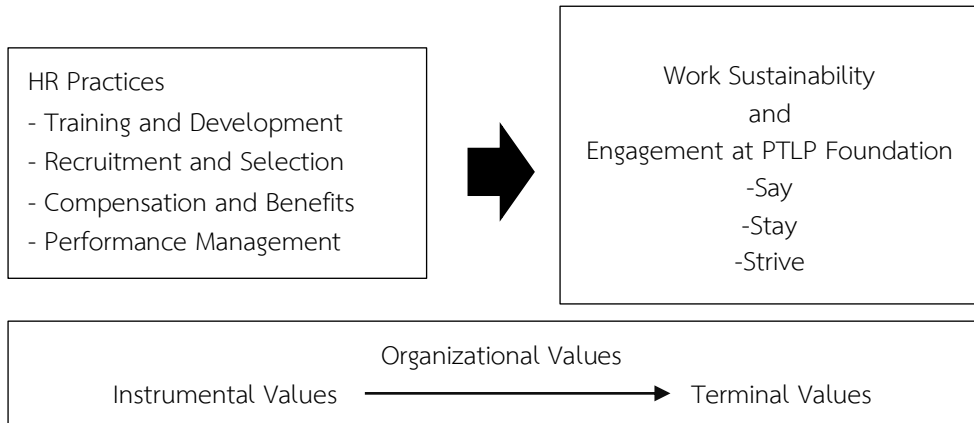 HR Practices
- Training and Development
- Recruitment and Selection
- Compensation and Benefits
- Performance Management
Work Sustainability
and
Engagement at PTLP Foundation
-Say
-Stay
-Strive
Organizational Values
Instrumental Values
Terminal Values